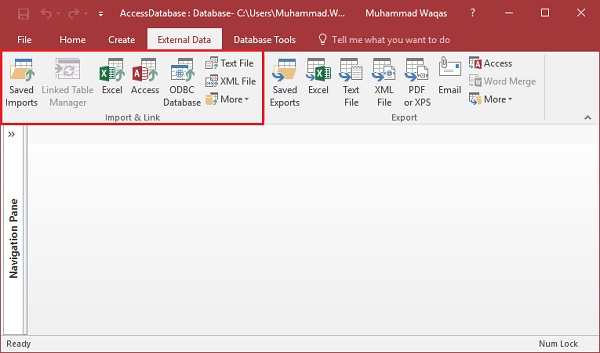 AccessDatabase : Database- C:\Users\Muhammad.W... Muhammad Waqas ?
File Home Create External Data Database Tools Tell me what you want to do
Saved Imports
Linked Table Manager
Excel
Access
ODBC Database
Text File
XML File
More
Import & Link
Saved Exports
Excel
Text File
XML File
PDF or XPS
Email
Access
Word Merge
More
Export
»
Navigation Pane
Ready Num Lock